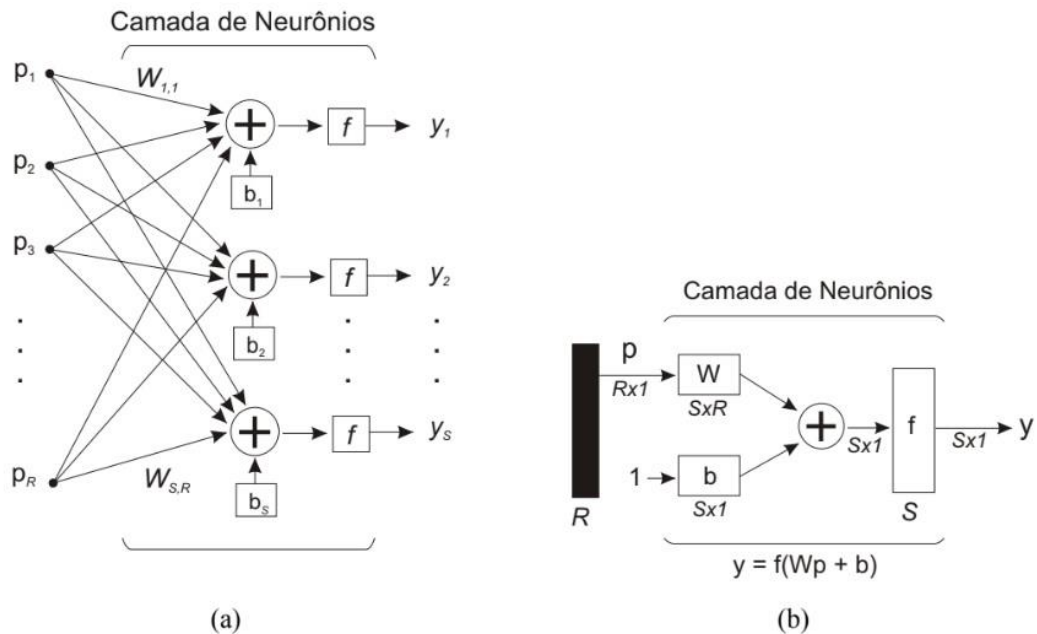 Camada de Neurônios
p1
W1,1
+
f
y1
p2
b1
p3
+
f
y2
b2
+
f
yS
pR
WS,R
bS
(a)
Camada de Neurônios
p
Rx1
W
SxR
+
Sx1
f
Sx1
y
1
b
Sx1
R
S
y = f(Wp + b)
(b)